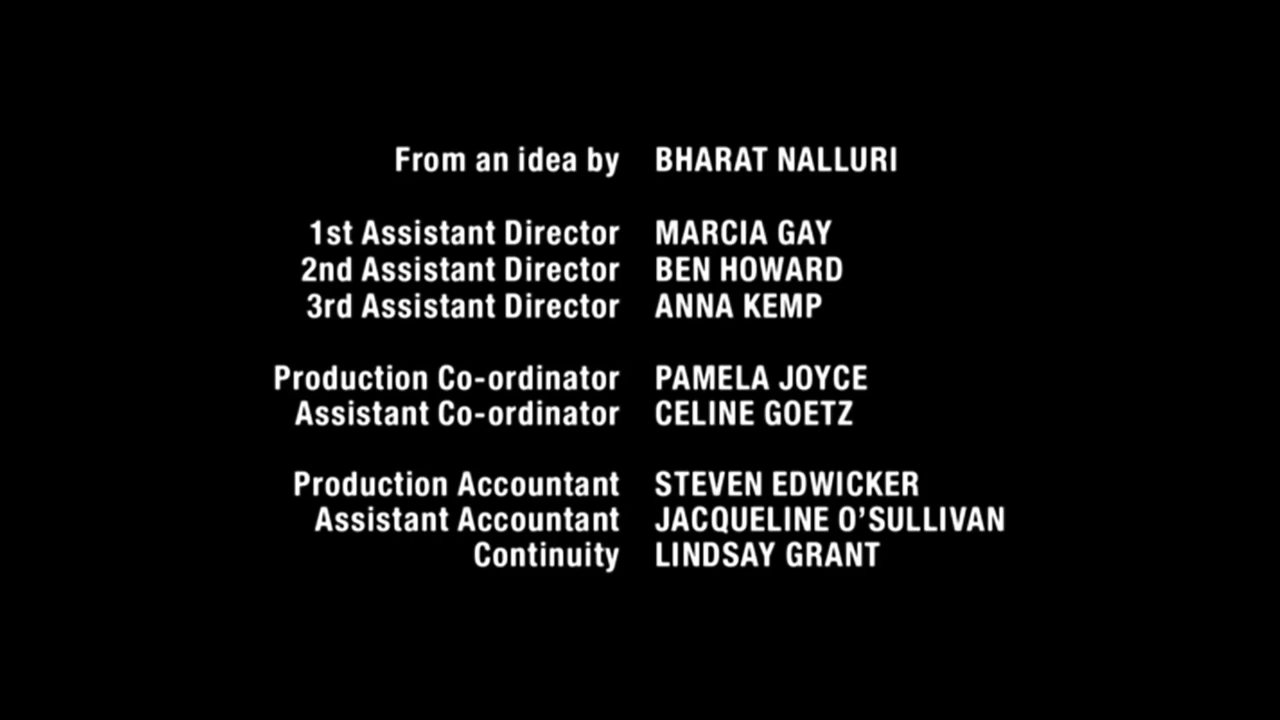 From an idea by BHARAT NALLURI
1st Assistant Director MARCIA GAY
2nd Assistant Director BEN HOWARD
3rd Assistant Director ANNA KEMP
Production Co-ordinator PAMELA JOYCE
Assistant Co-ordinator CELINE GOETZ
Production Accountant STEVEN EDWICKER
Assistant Accountant JACQUELINE O’SULLIVAN
Continuity LINDSAY GRANT